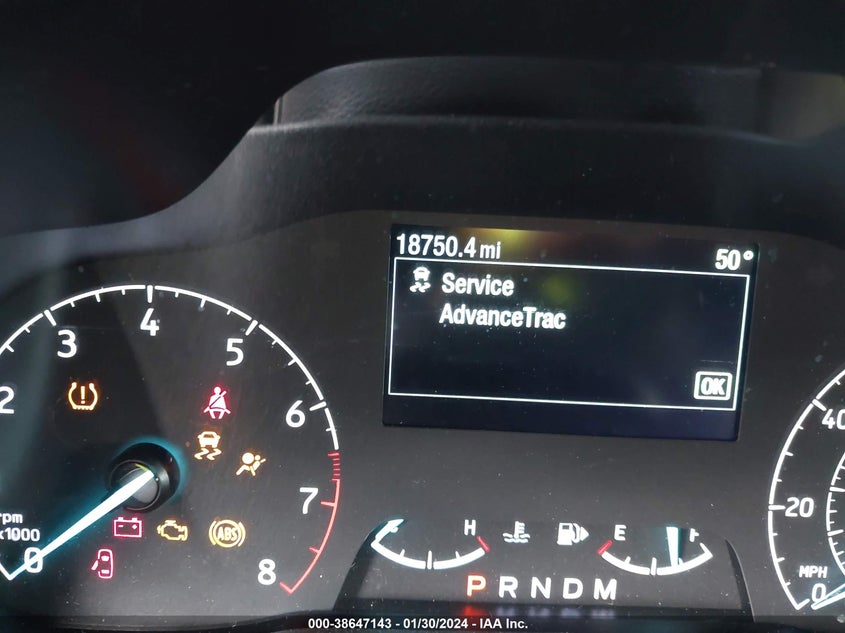 18750.4 mi 50°
Service
AdvanceTrac
OK
2 3 4 5 6 7 8
rpm
x1000
0
ABS
H E
P R N D M
40
20
MPH
0
000-38647143 - 01/30/2024 - IAA Inc.